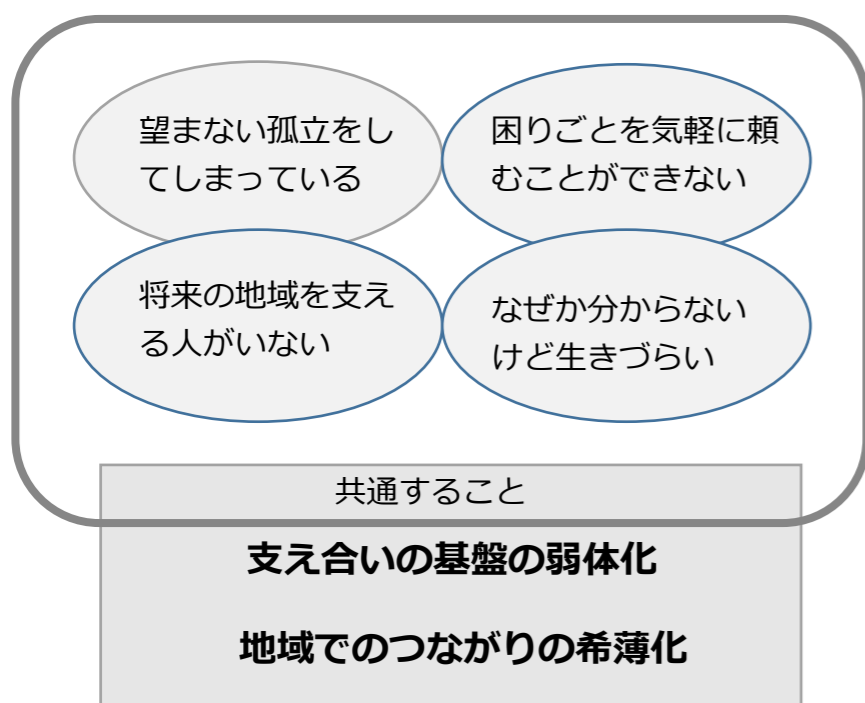 望まない孤立をし
てしまっている
困りごとを気軽に頼
むことができない
将来の地域を支え
る人がいない
なぜか分からない
けど生きづらい
共通すること
支え合いの基盤の弱体化
地域でのつながりの希薄化